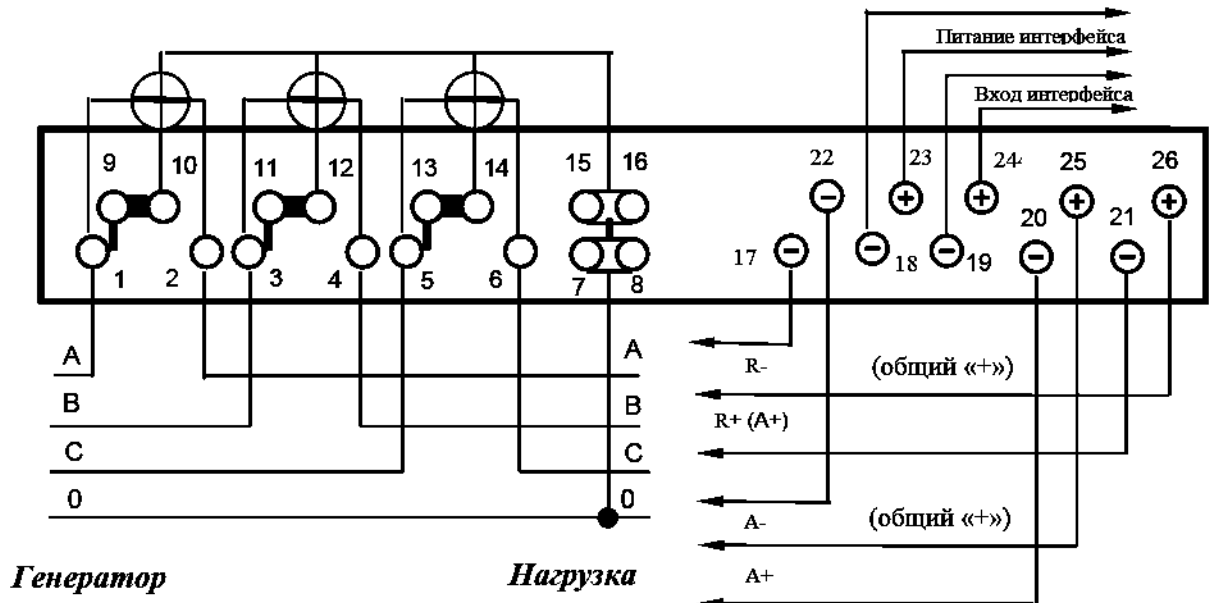 Питание интерфейса
Вход интерфейса
9 10 11 12 13 14 15 16 22 23 24 25 26
1 2 3 4 5 6 7 8 17 18 19 20 21
A A
R- (общий «+»)
B B
R+ (A+)
C C
0 0
A- (общий «+»)
A+
Генератор Нагрузка